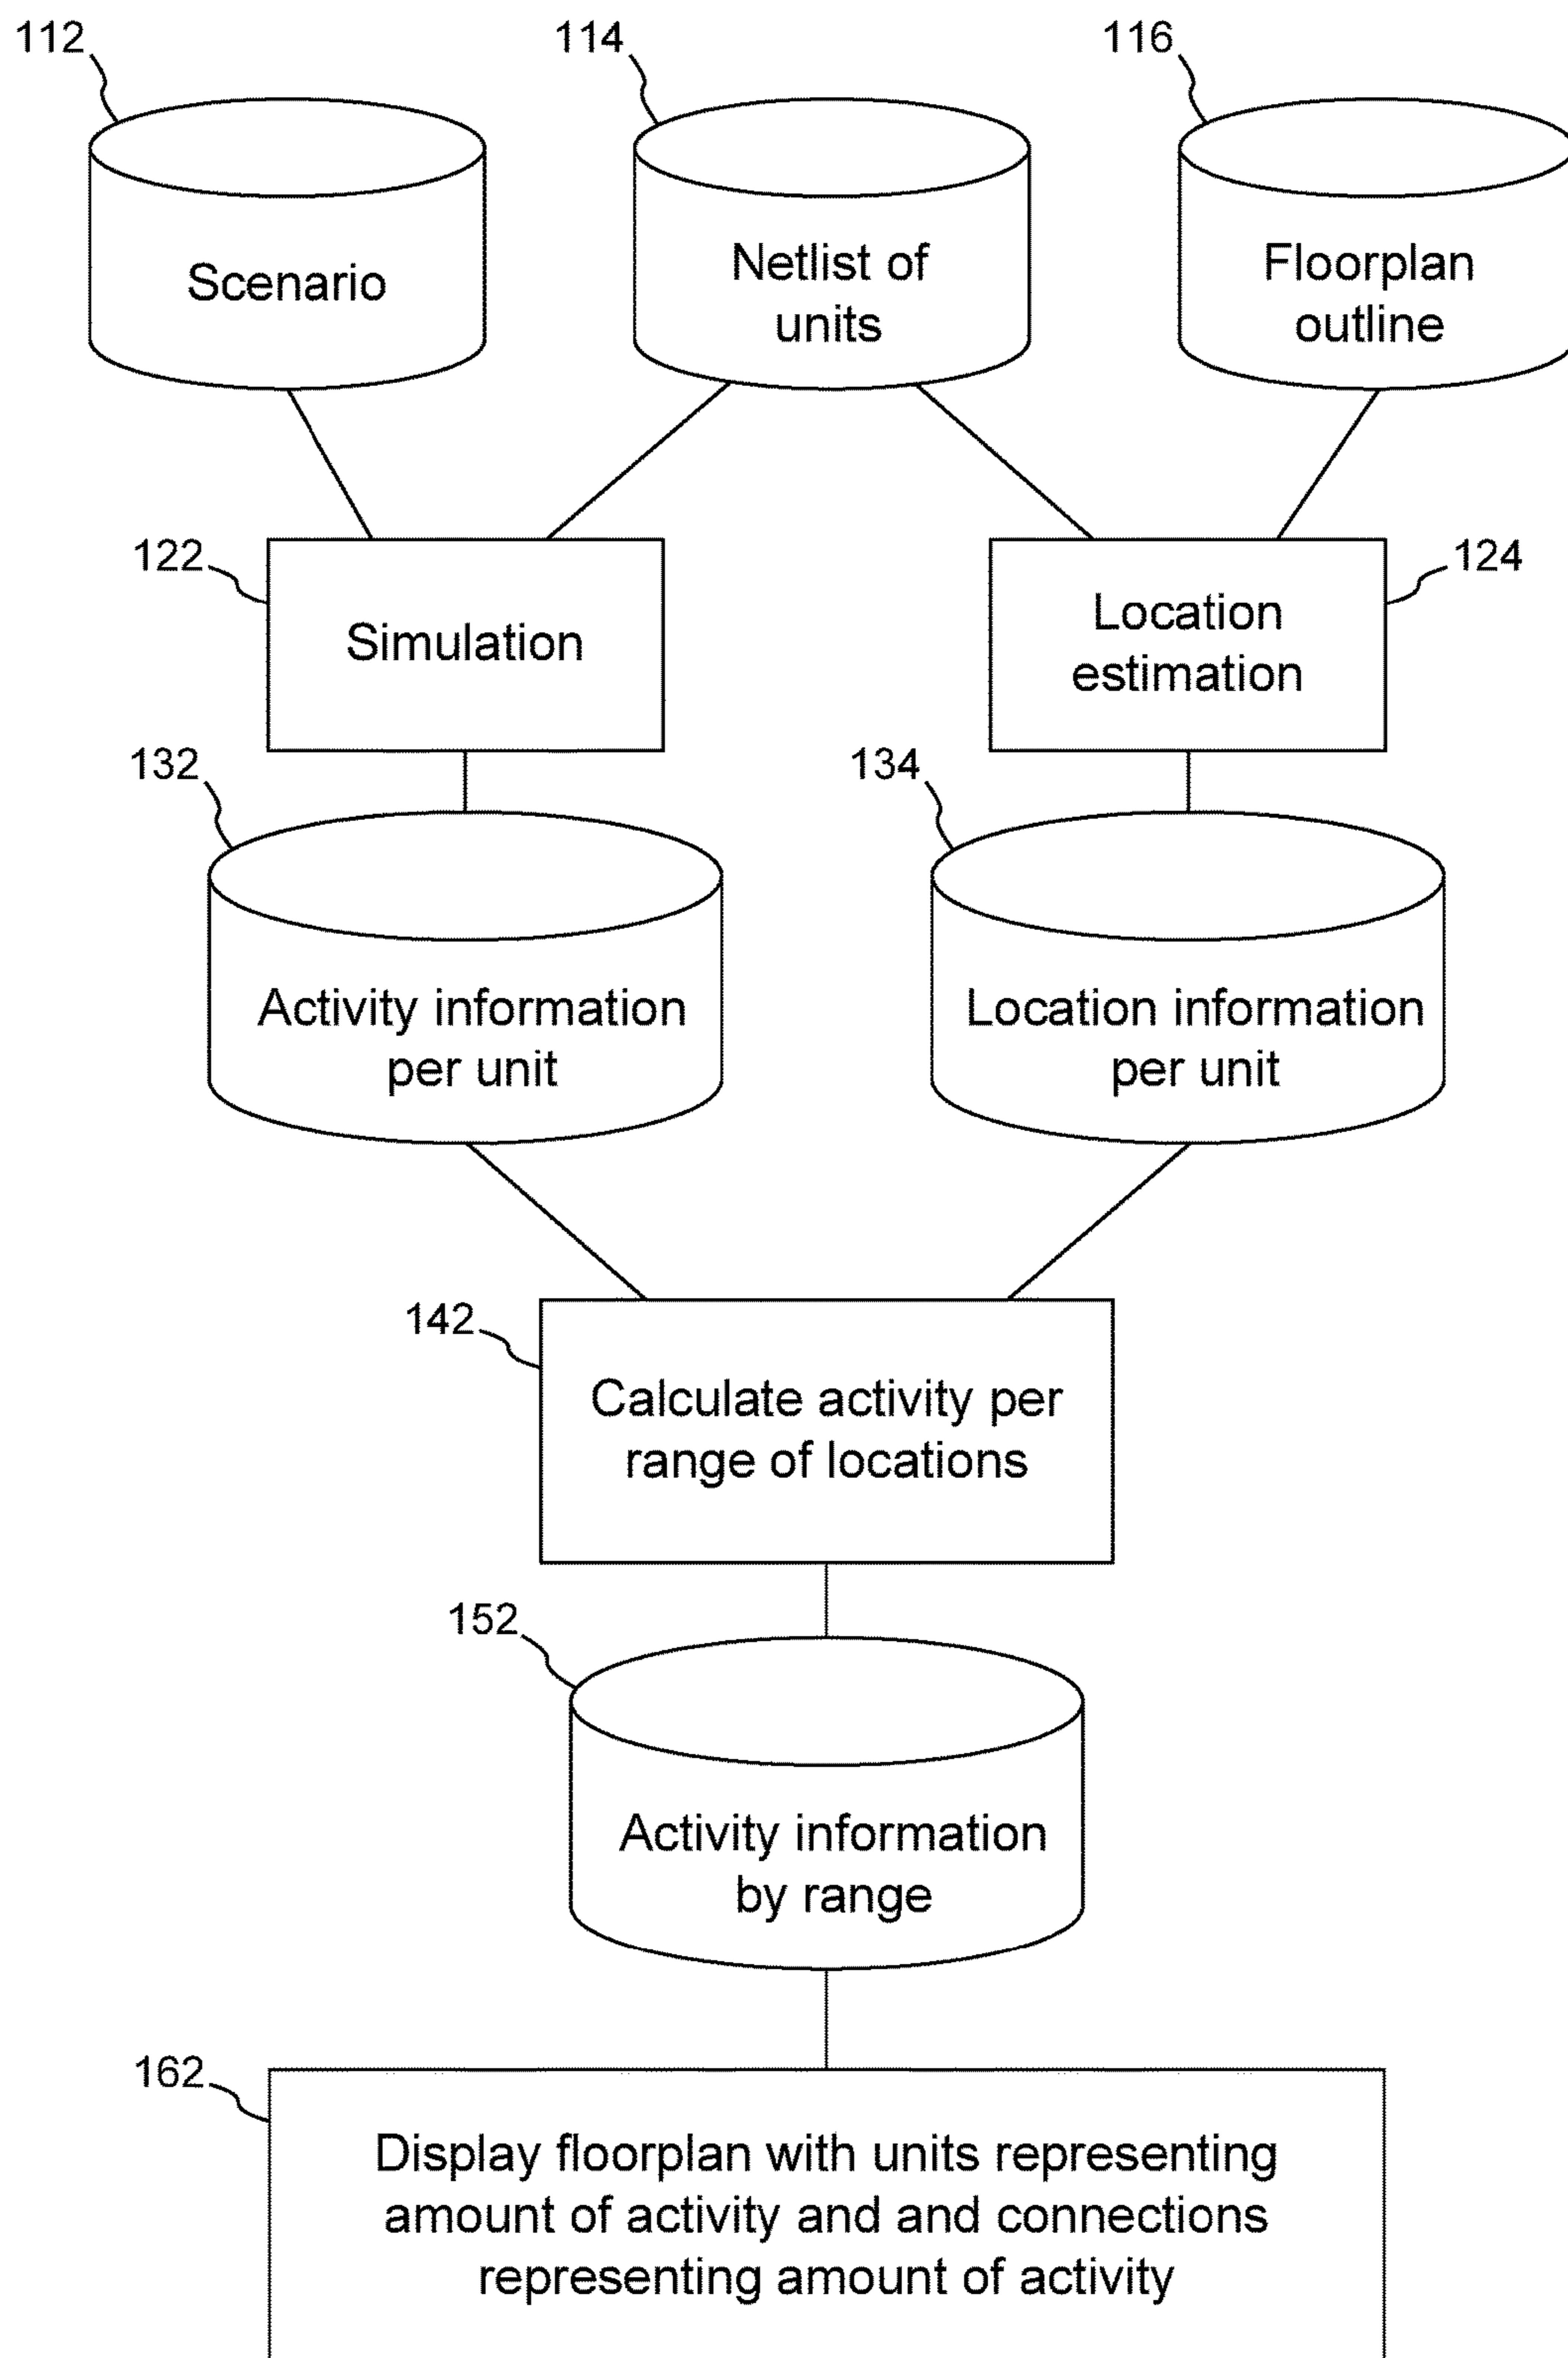 112
114
116
Scenario
Netlist of
units
Floorplan
outline
122
Simulation
Location
estimation
124
132
134
Activity information
per unit
Location information
per unit
142
Calculate activity per
range of locations
152
Activity information
by range
162
Display floorplan with units representing
amount of activity and and connections
representing amount of activity